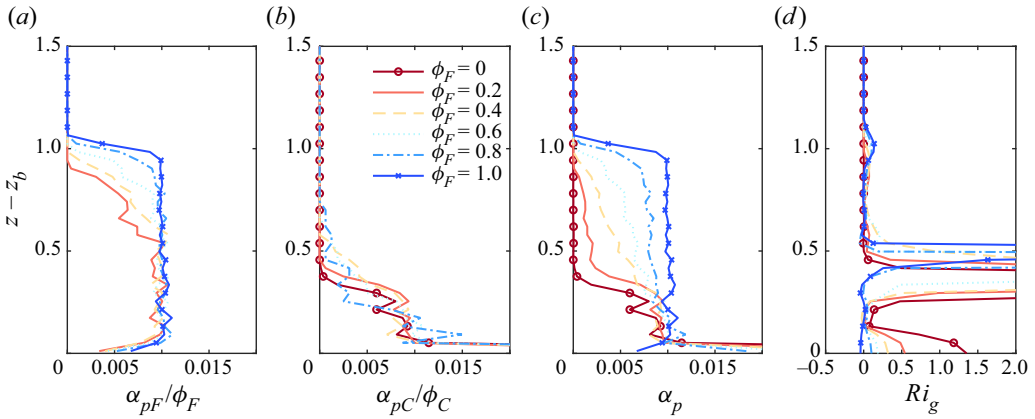 (a) (b) (c) (d)
1.5 1.5 1.5 1.5
ϕF = 0
ϕF = 0.2
ϕF = 0.4
ϕF = 0.6
ϕF = 0.8
ϕF = 1.0
1.0 1.0 1.0 1.0
z – zb
0.5 0.5 0.5 0.5
0 0.005 0.015 0 0.005 0.015 0 0.005 0.015 –0.5 0 0.5 1.0 1.5 2.0
0
αpF/ϕF αpC/ϕC αp Rig